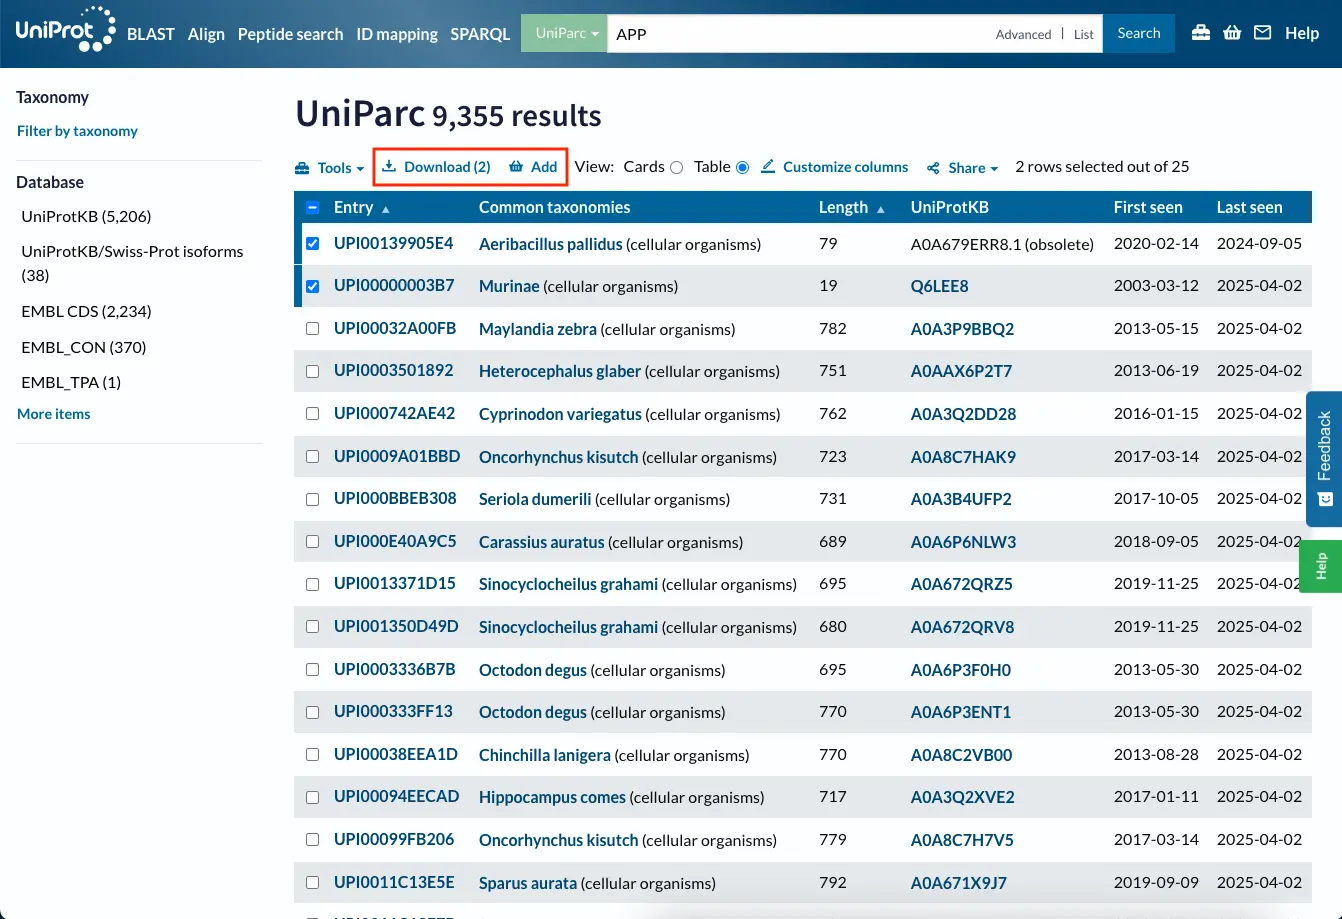 UniProt BLAST Align Peptide search ID mapping SPARQL UniParc APP Advanced | List Search Help
Taxonomy
Filter by taxonomy
Database
UniProtKB (5,206)
UniProtKB/Swiss-Prot isoforms
(38)
EMBL CDS (2,234)
EMBL_CON (370)
EMBL_TPA (1)
More items
UniParc 9,355 results
Tools Download (2) Add View: Cards Table Customize columns Share 2 rows selected out of 25
Entry Common taxonomies Length UniProtKB First seen Last seen
UPI00139905E4 Aeribacillus pallidus (cellular organisms) 79 A0A679ERR8.1 (obsolete) 2020-02-14 2024-09-05
UPI00000003B7 Murinae (cellular organisms) 19 Q6LEE8 2003-03-12 2025-04-02
UPI00032A00FB Maylandia zebra (cellular organisms) 782 A0A3P9BBQ2 2013-05-15 2025-04-02
UPI0003501892 Heterocephalus glaber (cellular organisms) 751 A0AAX6P2T7 2013-06-19 2025-04-02
UPI000742AE42 Cyprinodon variegatus (cellular organisms) 762 A0A3Q2DD28 2016-01-15 2025-04-02
UPI0009A01BBD Oncorhynchus kisutch (cellular organisms) 723 A0A8C7HAK9 2017-03-14 2025-04-02
UPI000BBEB308 Seriola dumerili (cellular organisms) 731 A0A3B4UFP2 2017-10-05 2025-04-02
UPI000E40A9C5 Carassius auratus (cellular organisms) 689 A0A6P6NLW3 2018-09-05 2025-04-02
UPI0013371D15 Sinocyclocheilus grahami (cellular organisms) 695 A0A672QRZ5 2019-11-25 2025-04-02
UPI001350D49D Sinocyclocheilus grahami (cellular organisms) 680 A0A672QRV8 2019-11-25 2025-04-02
UPI0003336B7B Octodon degus (cellular organisms) 695 A0A6P3F0H0 2013-05-30 2025-04-02
UPI000333FF13 Octodon degus (cellular organisms) 770 A0A6P3ENT1 2013-05-30 2025-04-02
UPI00038EEA1D Chinchilla lanigera (cellular organisms) 770 A0A8C2VB00 2013-08-28 2025-04-02
UPI00094EECAD Hippocampus comes (cellular organisms) 717 A0A3Q2XVE2 2017-01-11 2025-04-02
UPI00099FB206 Oncorhynchus kisutch (cellular organisms) 779 A0A8C7H7V5 2017-03-14 2025-04-02
UPI0011C13E5E Sparus aurata (cellular organisms) 792 A0A671X9J7 2019-09-09 2025-04-02
Feedback
Help